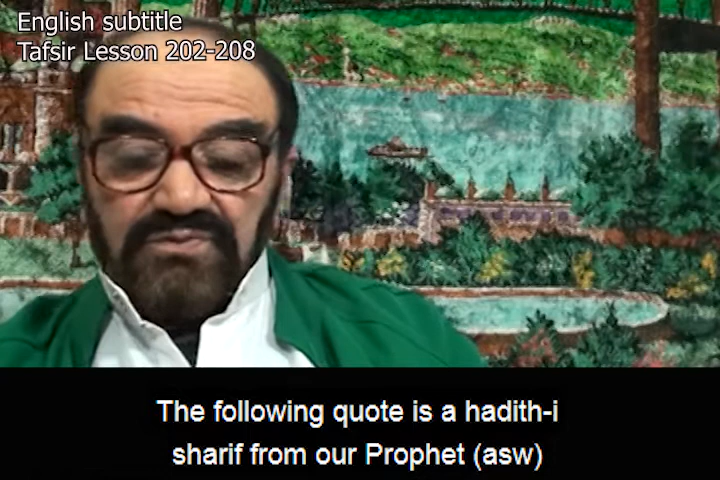 English subtitle
Tafsir Lesson 202-208
The following quote is a hadith-i
sharif from our Prophet (asw)